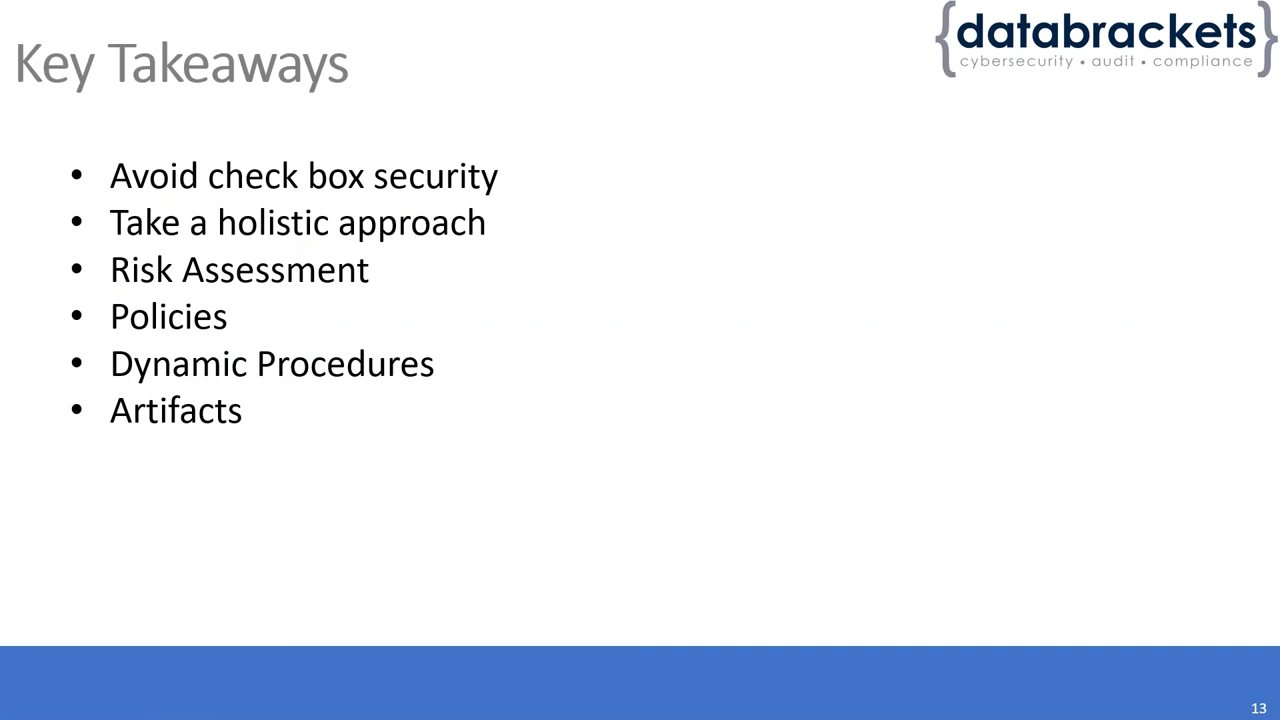 Key Takeaways
{databrackets}
cybersecurity • audit • compliance
• Avoid check box security
• Take a holistic approach
• Risk Assessment
• Policies
• Dynamic Procedures
• Artifacts
13